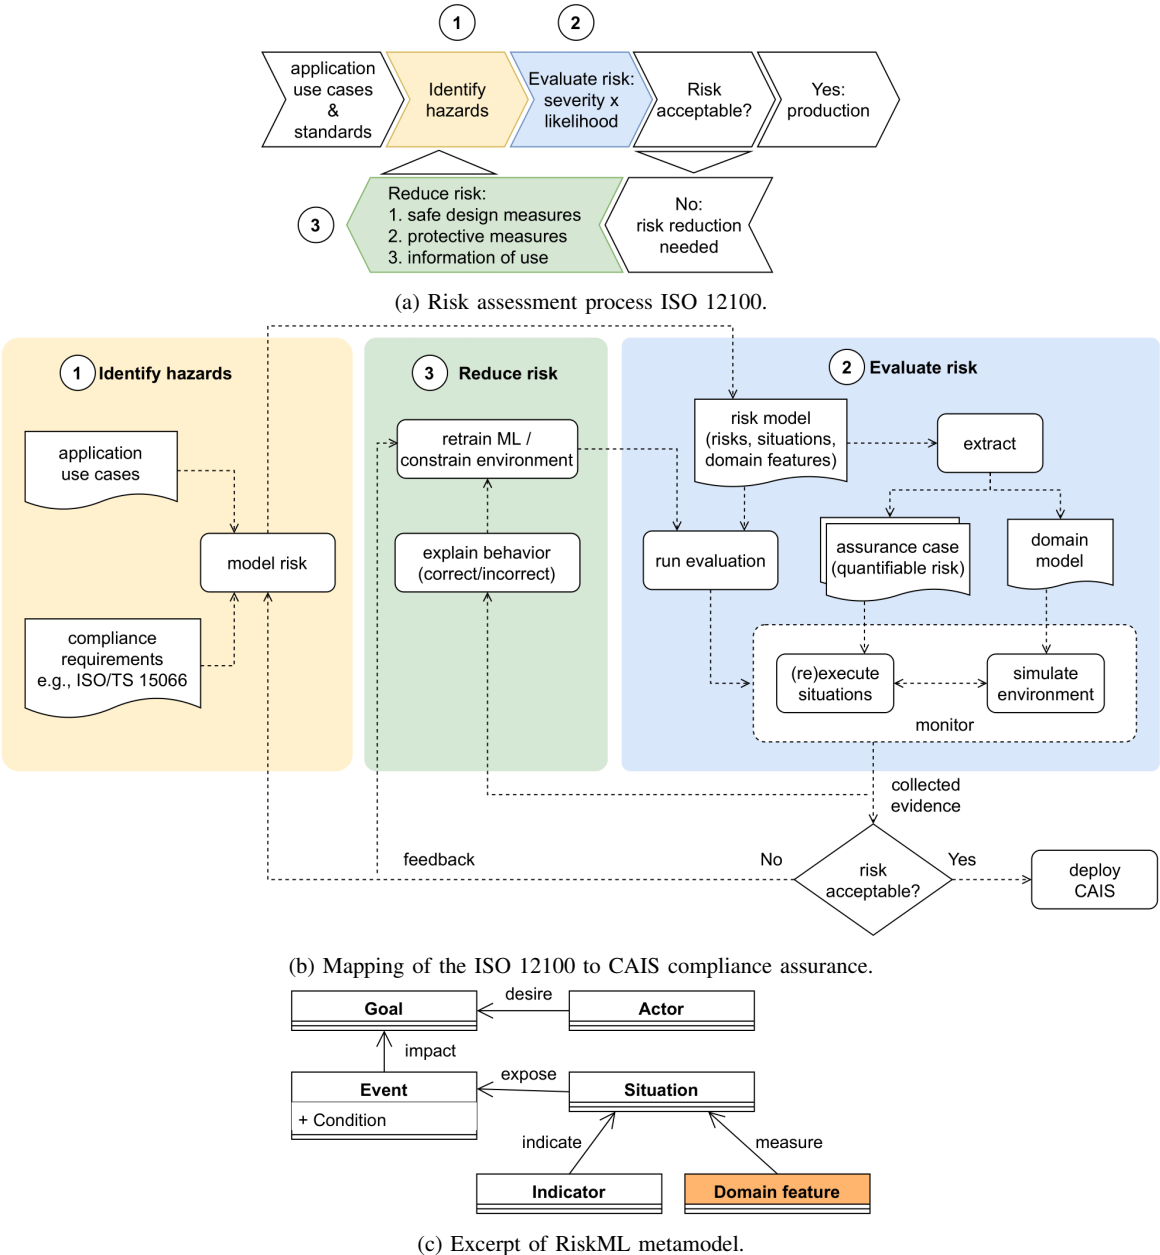 1
2
application
use cases
&
standards
Identify
hazards
Evaluate risk:
severity x
likelihood
Risk
acceptable?
Yes:
production
3
Reduce risk:
1. safe design measures
2. protective measures
3. information of use
No:
risk reduction
needed
(a) Risk assessment process ISO 12100.
1 Identify hazards
application
use cases
model risk
compliance
requirements
e.g., ISO/TS 15066
3 Reduce risk
retrain ML /
constrain environment
explain behavior
(correct/incorrect)
2 Evaluate risk
risk model
(risks, situations,
domain features)
extract
run evaluation
assurance case
(quantifiable risk)
domain
model
(re)execute
situations
simulate
environment
monitor
collected
evidence
feedback
No
risk
acceptable?
Yes
deploy
CAIS
(b) Mapping of the ISO 12100 to CAIS compliance assurance.
Goal
desire
Actor
impact
Event
+ Condition
expose
Situation
indicate
measure
Indicator
Domain feature
(c) Excerpt of RiskML metamodel.